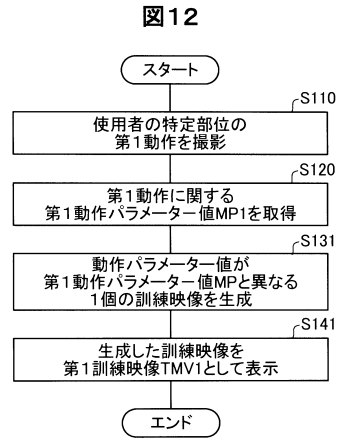 図12
スタート
S110
使用者の特定部位の
第1動作を撮影
S120
第1動作に関する
第1動作パラメーター値MP1を取得
S131
動作パラメーター値が
第1動作パラメーター値MPと異なる
1個の訓練映像を生成
S141
生成した訓練映像を
第1訓練映像TMV1として表示
エンド